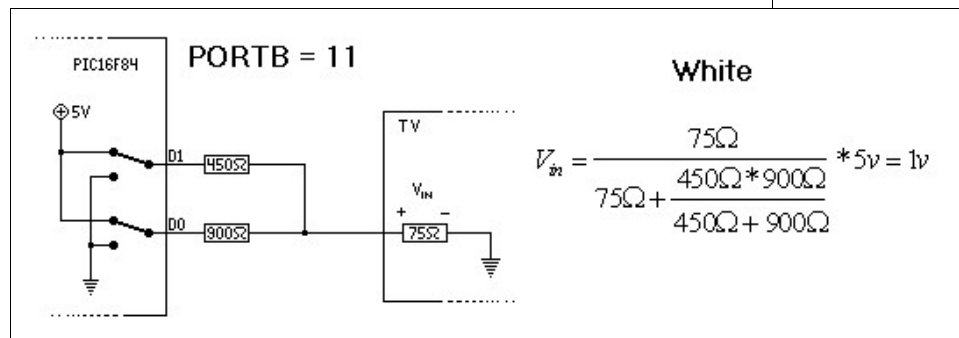 PORTB = 11
PIC16F84
5V
D1
450Ω
D0
900Ω
TV
VIN
+ −
75Ω
White
Vin = 75Ω / (75Ω + (450Ω*900Ω) / (450Ω + 900Ω)) *5v = 1v